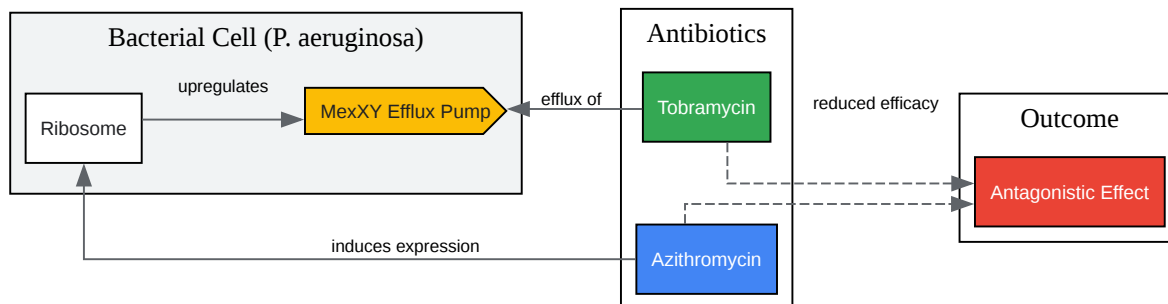 Bacterial Cell (P. aeruginosa)
Antibiotics
upregulates
MexXY Efflux Pump
efflux of
Tobramycin
reduced efficacy
Ribosome
Outcome
Antagonistic Effect
induces expression
Azithromycin